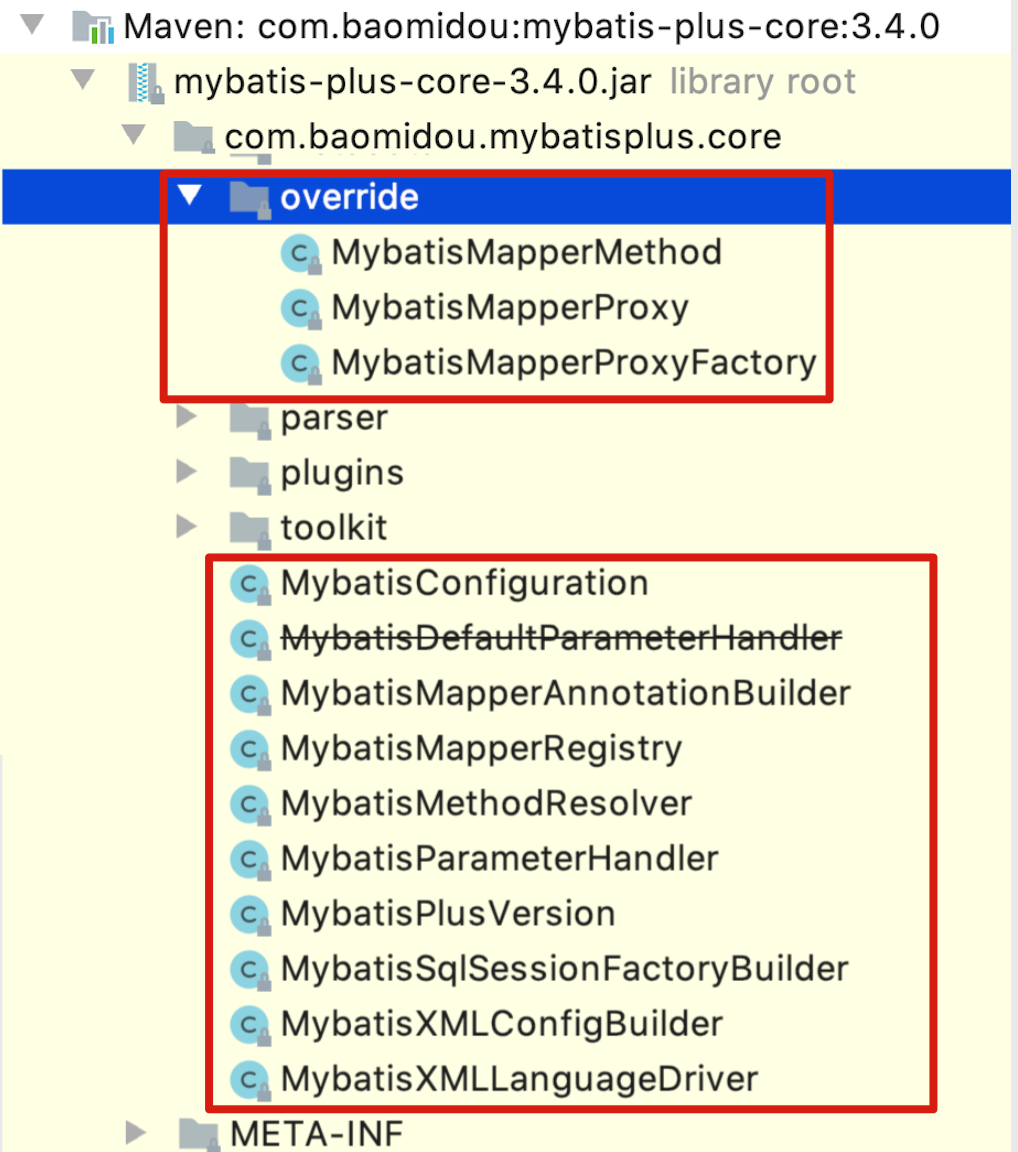 Maven: com.baomidou:mybatis-plus-core:3.4.0
mybatis-plus-core-3.4.0.jar library root
com.baomidou.mybatisplus.core
override
C MybatisMapperMethod
C MybatisMapperProxy
C MybatisMapperProxyFactory
parser
plugins
toolkit
C MybatisConfiguration
C MybatisDefaultParameterHandler
C MybatisMapperAnnotationBuilder
C MybatisMapperRegistry
C MybatisMethodResolver
C MybatisParameterHandler
C MybatisPlusVersion
C MybatisSqlSessionFactoryBuilder
C MybatisXMLConfigBuilder
C MybatisXMLLanguageDriver
META-INF